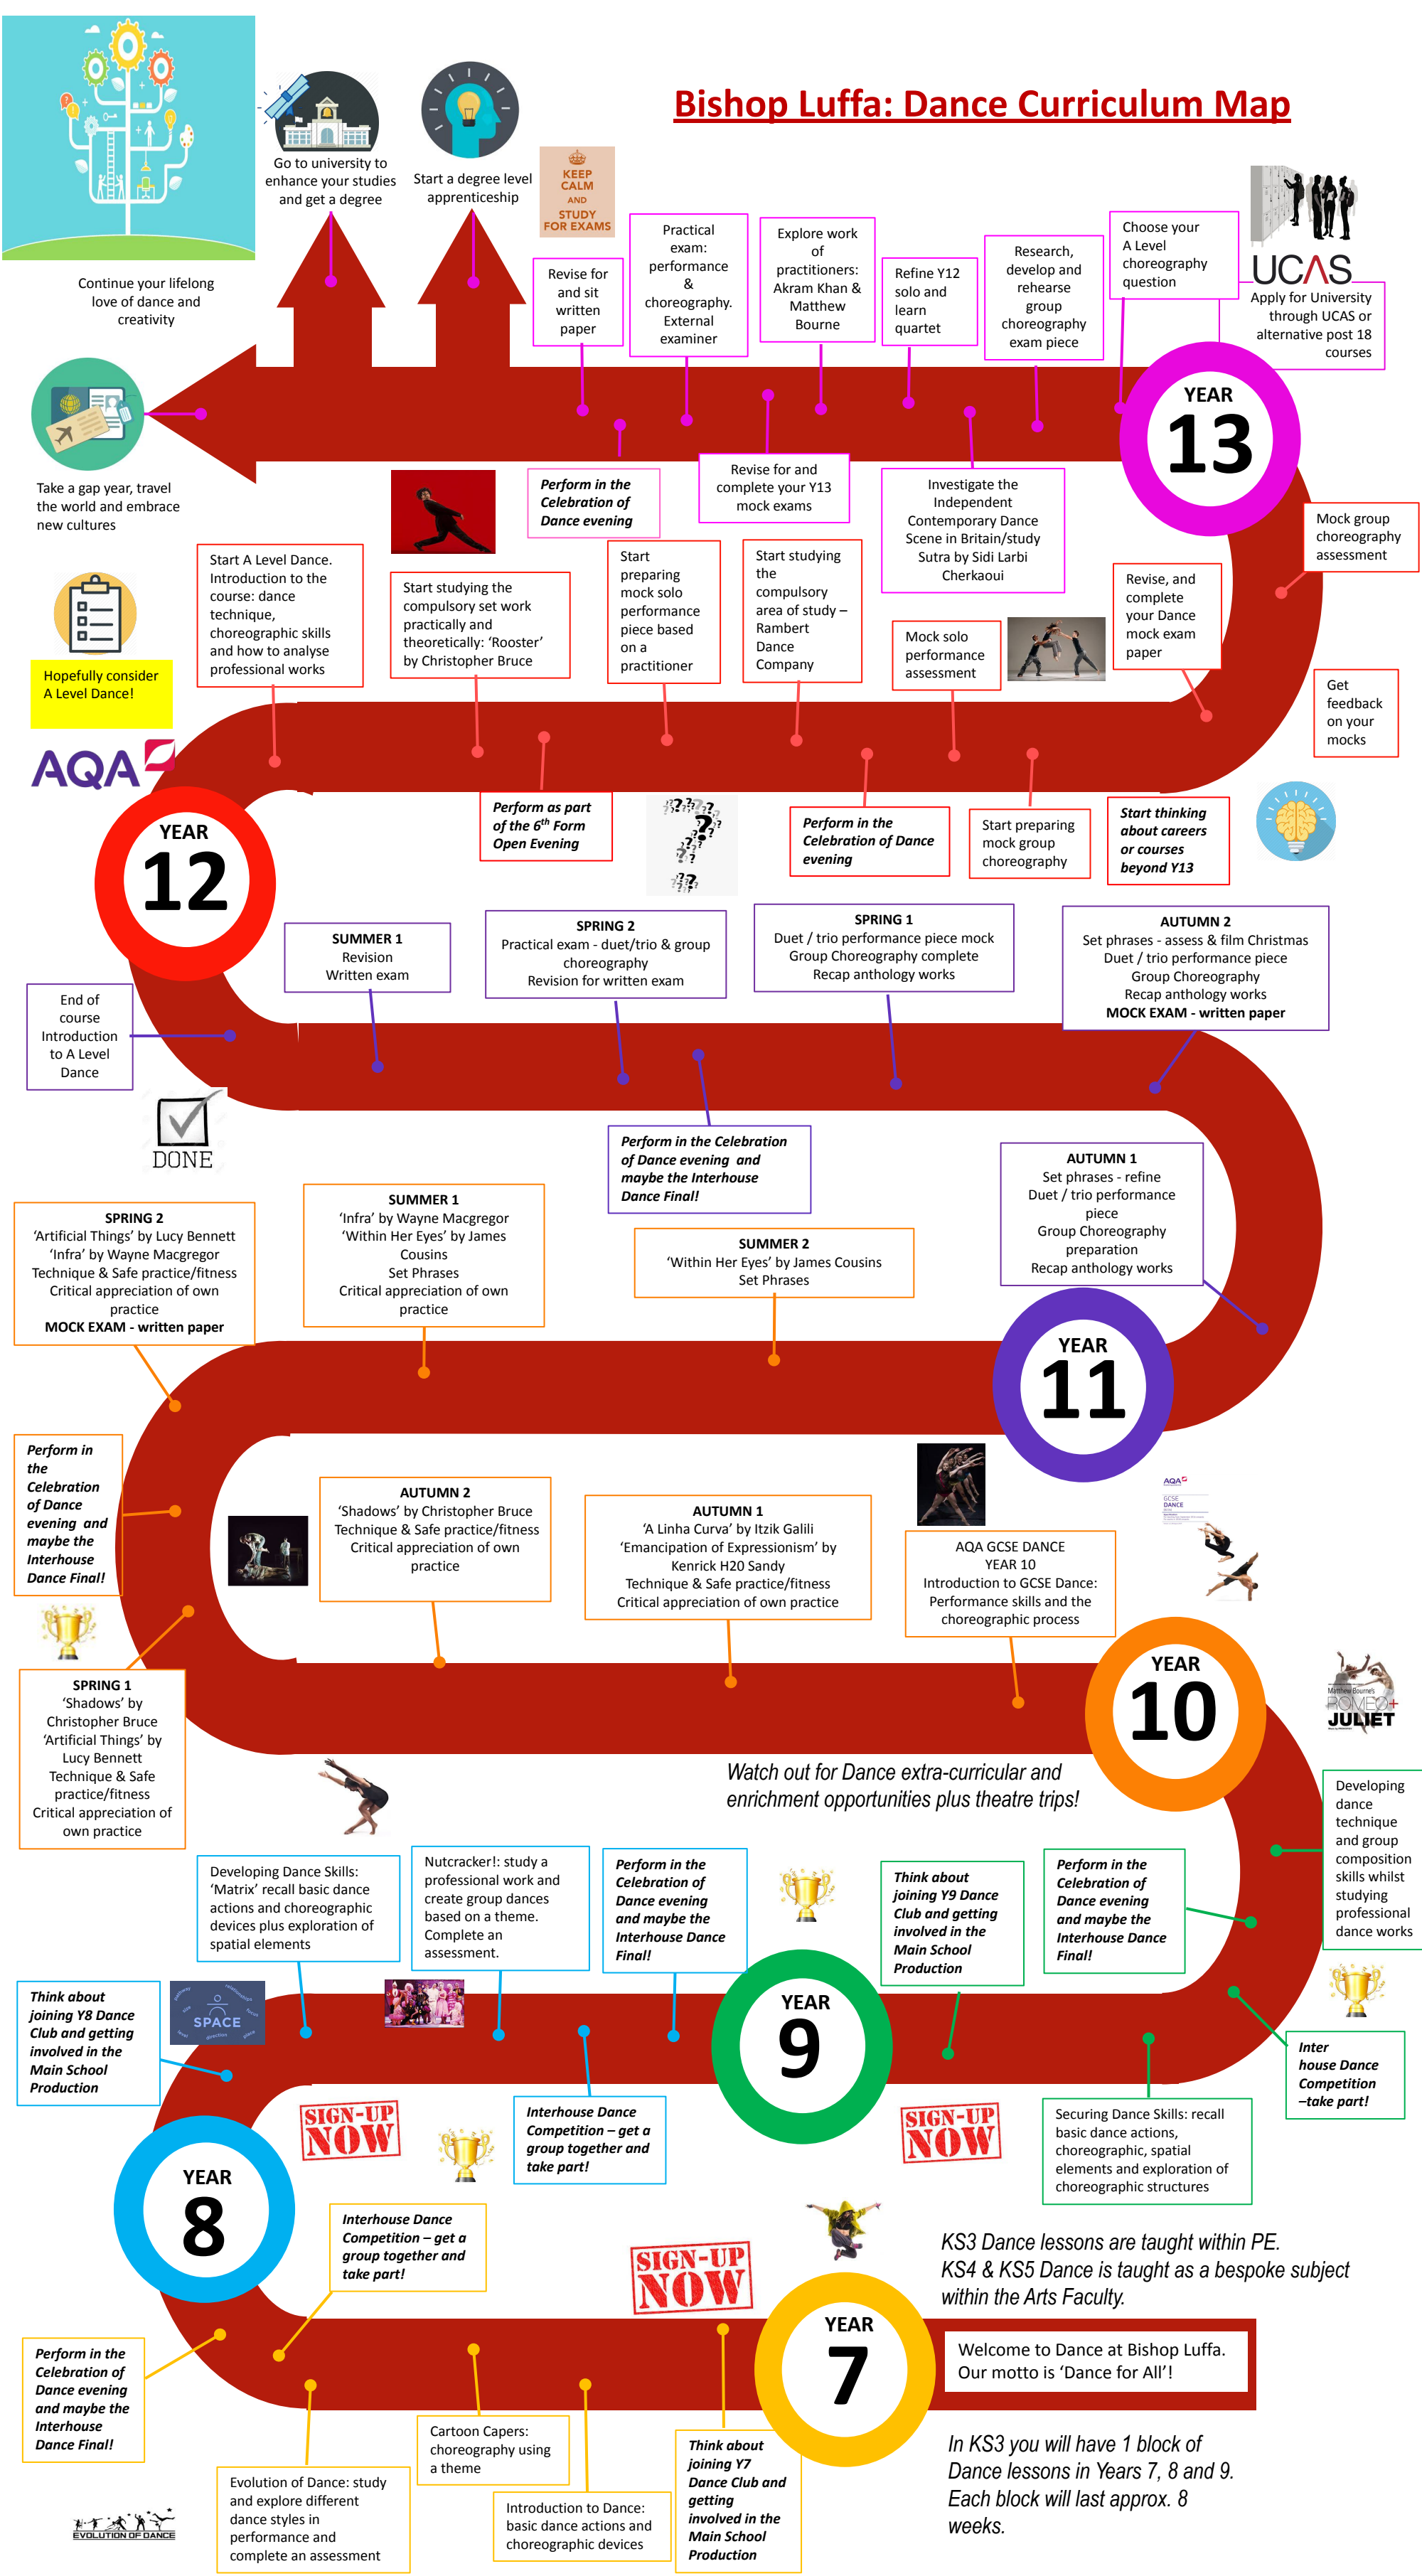 Bishop Luffa: Dance Curriculum Map
Go to university to
enhance your studies
and get a degree
Start a degree level
apprenticeship
KEEP
CALM
AND
STUDY
FOR EXAMS
Continue your lifelong
love of dance and
creativity
Revise for
and sit
written
paper
Practical
exam:
performance
&
choreography.
External
examiner
Explore work
of
practitioners:
Akram Khan &
Matthew
Bourne
Refine Y12
solo and
learn
quartet
Research,
develop and
rehearse
group
choreography
exam piece
Choose your
A Level
choreography
question
UCAS
Apply for University
through UCAS or
alternative post 18
courses
YEAR
13
Take a gap year, travel
the world and embrace
new cultures
Perform in the
Celebration of
Dance evening
Revise for and
complete your Y13
mock exams
Investigate the
Independent
Contemporary Dance
Scene in Britain/study
Sutra by Sidi Larbi
Cherkaoui
Mock group
choreography
assessment
Start A Level Dance.
Introduction to the
course: dance
technique,
choreographic skills
and how to analyse
professional works
Start studying the
compulsory set work
practically and
theoretically: ‘Rooster’
by Christopher Bruce
Start
preparing
mock solo
performance
piece based
on a
practitioner
Start studying
the
compulsory
area of study –
Rambert
Dance
Company
Mock solo
performance
assessment
Revise, and
complete
your Dance
mock exam
paper
Get
feedback
on your
mocks
Hopefully consider
A Level Dance!
AQA
YEAR
12
Perform as part
of the 6th Form
Open Evening
Perform in the
Celebration of Dance
evening
Start preparing
mock group
choreography
Start thinking
about careers
or courses
beyond Y13
SUMMER 1
Revision
Written exam
SPRING 2
Practical exam - duet/trio & group
choreography
Revision for written exam
SPRING 1
Duet / trio performance piece mock
Group Choreography complete
Recap anthology works
AUTUMN 2
Set phrases - assess & film Christmas
Duet / trio performance piece
Group Choreography
Recap anthology works
MOCK EXAM - written paper
End of
course
Introduction
to A Level
Dance
DONE
Perform in the Celebration
of Dance evening and
maybe the Interhouse
Dance Final!
AUTUMN 1
Set phrases - refine
Duet / trio performance
piece
Group Choreography
preparation
Recap anthology works
SPRING 2
‘Artificial Things’ by Lucy Bennett
‘Infra’ by Wayne Macgregor
Technique & Safe practice/fitness
Critical appreciation of own
practice
MOCK EXAM - written paper
SUMMER 1
‘Infra’ by Wayne Macgregor
‘Within Her Eyes’ by James
Cousins
Set Phrases
Critical appreciation of own
practice
SUMMER 2
‘Within Her Eyes’ by James Cousins
Set Phrases
YEAR
11
Perform in
the
Celebration
of Dance
evening and
maybe the
Interhouse
Dance Final!
AUTUMN 2
‘Shadows’ by Christopher Bruce
Technique & Safe practice/fitness
Critical appreciation of own
practice
AUTUMN 1
‘A Linha Curva’ by Itzik Galili
‘Emancipation of Expressionism’ by
Kenrick H20 Sandy
Technique & Safe practice/fitness
Critical appreciation of own practice
AQA GCSE DANCE
YEAR 10
Introduction to GCSE Dance:
Performance skills and the
choreographic process
AQA
GCSE
DANCE
SPRING 1
‘Shadows’ by
Christopher Bruce
‘Artificial Things’ by
Lucy Bennett
Technique & Safe
practice/fitness
Critical appreciation of
own practice
YEAR
10
Matthew Bourne's
ROMEO+
JULIET
Watch out for Dance extra-curricular and
enrichment opportunities plus theatre trips!
Developing
dance
technique
and group
composition
skills whilst
studying
professional
dance works
Developing Dance Skills:
‘Matrix’ recall basic dance
actions and choreographic
devices plus exploration of
spatial elements
Nutcracker!: study a
professional work and
create group dances
based on a theme.
Complete an
assessment.
Perform in the
Celebration of
Dance evening
and maybe the
Interhouse Dance
Final!
Think about
joining Y9 Dance
Club and getting
involved in the
Main School
Production
Perform in the
Celebration of
Dance evening
and maybe the
Interhouse Dance
Final!
Think about
joining Y8 Dance
Club and getting
involved in the
Main School
Production
SPACE
YEAR
9
Inter
house Dance
Competition
–take part!
SIGN-UP
NOW
Interhouse Dance
Competition – get a
group together and
take part!
SIGN-UP
NOW
Securing Dance Skills: recall
basic dance actions,
choreographic, spatial
elements and exploration of
choreographic structures
YEAR
8
Interhouse Dance
Competition – get a
group together and
take part!
SIGN-UP
NOW
KS3 Dance lessons are taught within PE.
KS4 & KS5 Dance is taught as a bespoke subject
within the Arts Faculty.
YEAR
7
Welcome to Dance at Bishop Luffa.
Our motto is ‘Dance for All’!
Perform in the
Celebration of
Dance evening
and maybe the
Interhouse
Dance Final!
Evolution of Dance: study
and explore different
dance styles in
performance and
complete an assessment
Cartoon Capers:
choreography using
a theme
Introduction to Dance:
basic dance actions and
choreographic devices
Think about
joining Y7
Dance Club and
getting
involved in the
Main School
Production
In KS3 you will have 1 block of
Dance lessons in Years 7, 8 and 9.
Each block will last approx. 8
weeks.
EVOLUTION OF DANCE